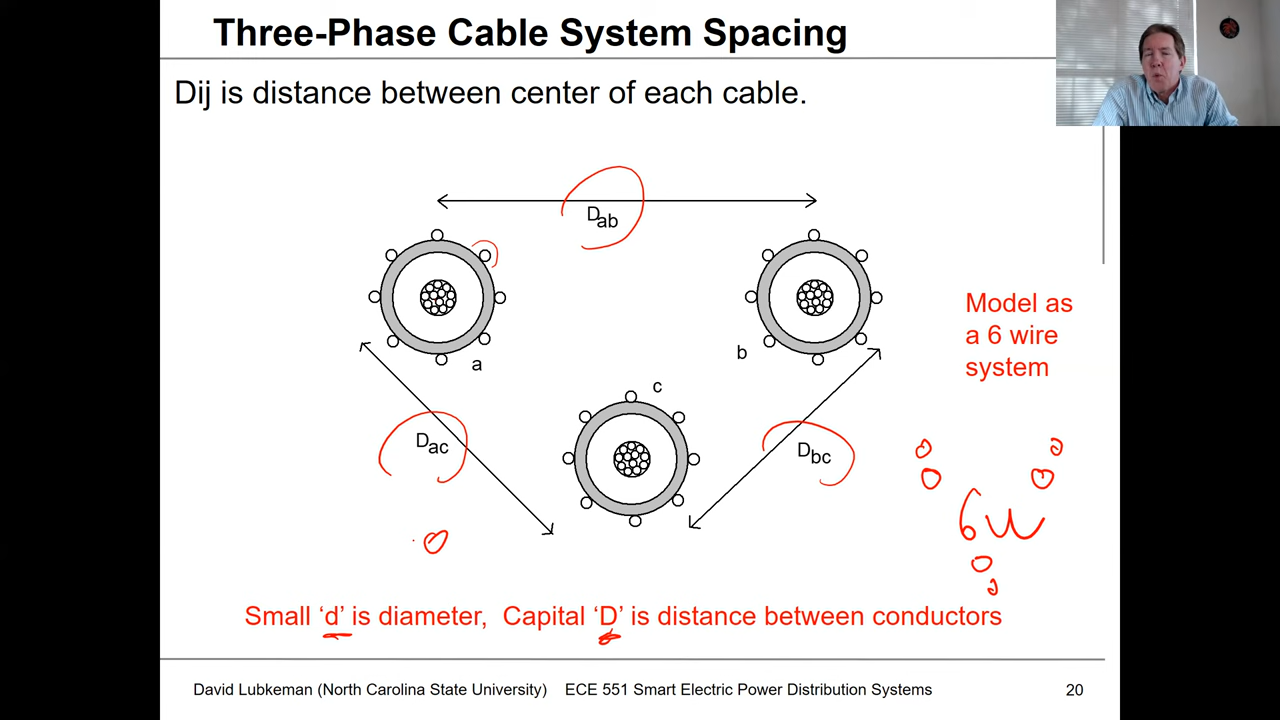 Three-Phase Cable System Spacing
Dij is distance between center of each cable.
Dab
a
b
c
Dac
Dbc
Model as
a 6 wire
system
6W
Small ‘d’ is diameter, Capital ‘D’ is distance between conductors
David Lubkeman (North Carolina State University) ECE 551 Smart Electric Power Distribution Systems 20